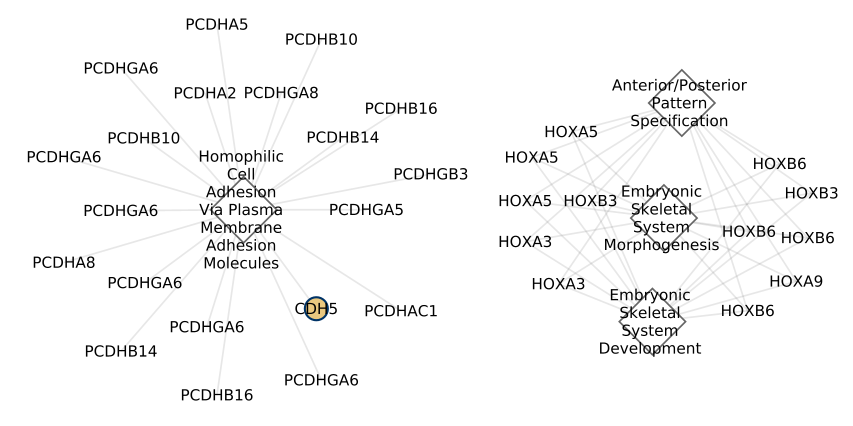 PCDHA5
PCDHB10
PCDHGA6
PCDHA2
PCDHGA8
PCDHB16
PCDHB10
PCDHB14
PCDHGA6
Homophilic
Cell
Adhesion
Via Plasma
Membrane
Adhesion
Molecules
PCDHGB3
PCDHGA6
PCDHGA5
PCDHA8
PCDHGA6
CDH5
PCDHAC1
PCDHGA6
PCDHB14
PCDHGA6
PCDHB16
Anterior/Posterior
Pattern
Specification
HOXA5
HOXA5
HOXB6
HOXA5
HOXB3
Embryonic
Skeletal
System
Morphogenesis
HOXB3
HOXA3
HOXB6
HOXB6
HOXA3
HOXA9
Embryonic
Skeletal
System
Development
HOXB6